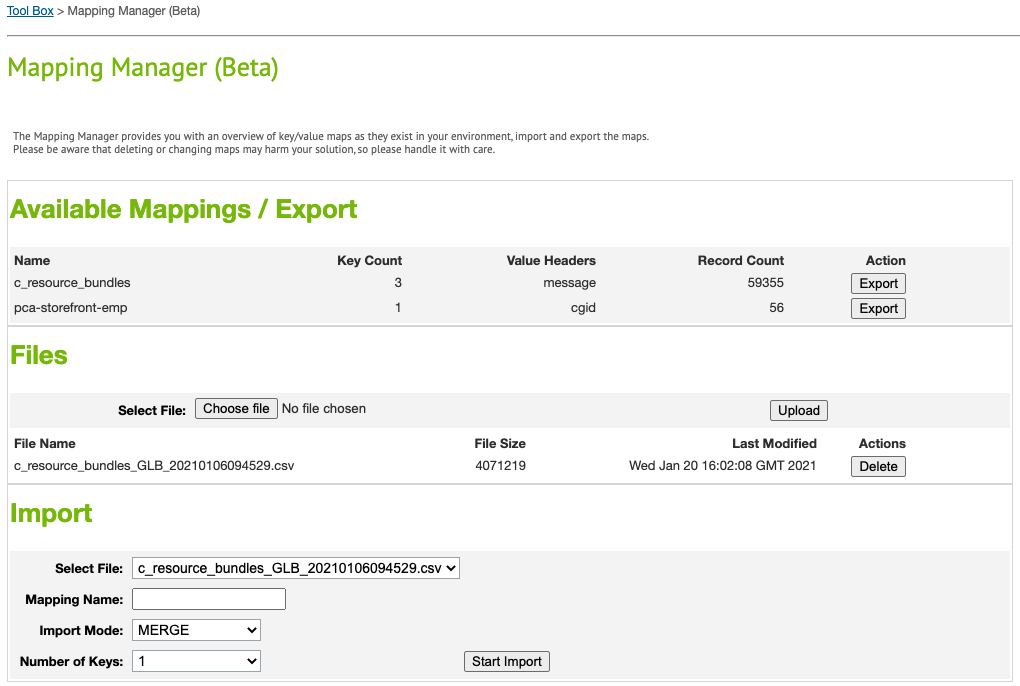 Tool Box > Mapping Manager (Beta)
Mapping Manager (Beta)
The Mapping Manager provides you with an overview of key/value maps as they exist in your environment, import and export the maps.
Please be aware that deleting or changing maps may harm your solution, so please handle it with care.
Available Mappings / Export
Name Key Count Value Headers Record Count Action
c_resource_bundles 3 message 59355 Export
pca-storefront-emp 1 cgid 56 Export
Files
Select File: Choose file No file chosen Upload
File Name File Size Last Modified Actions
c_resource_bundles_GLB_20210106094529.csv 4071219 Wed Jan 20 16:02:08 GMT 2021 Delete
Import
Select File: c_resource_bundles_GLB_20210106094529.csv
Mapping Name:
Import Mode: MERGE
Number of Keys: 1 Start Import